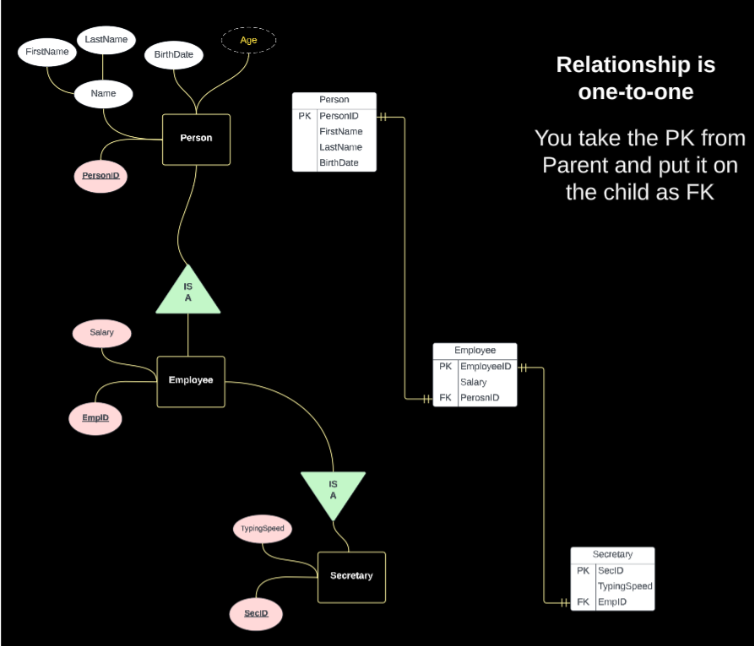 LastName
FirstName
BirthDate
Age
Name
Person
PersonID
IS
A
Salary
Employee
EmpID
IS
A
TypingSpeed
Secretary
SecID
Person
PK PersonID
FirstName
LastName
BirthDate
Employee
PK EmployeeID
Salary
FK PerosnID
Secretary
PK SecID
TypingSpeed
FK EmpID
Relationship is
one-to-one
You take the PK from
Parent and put it on
the child as FK